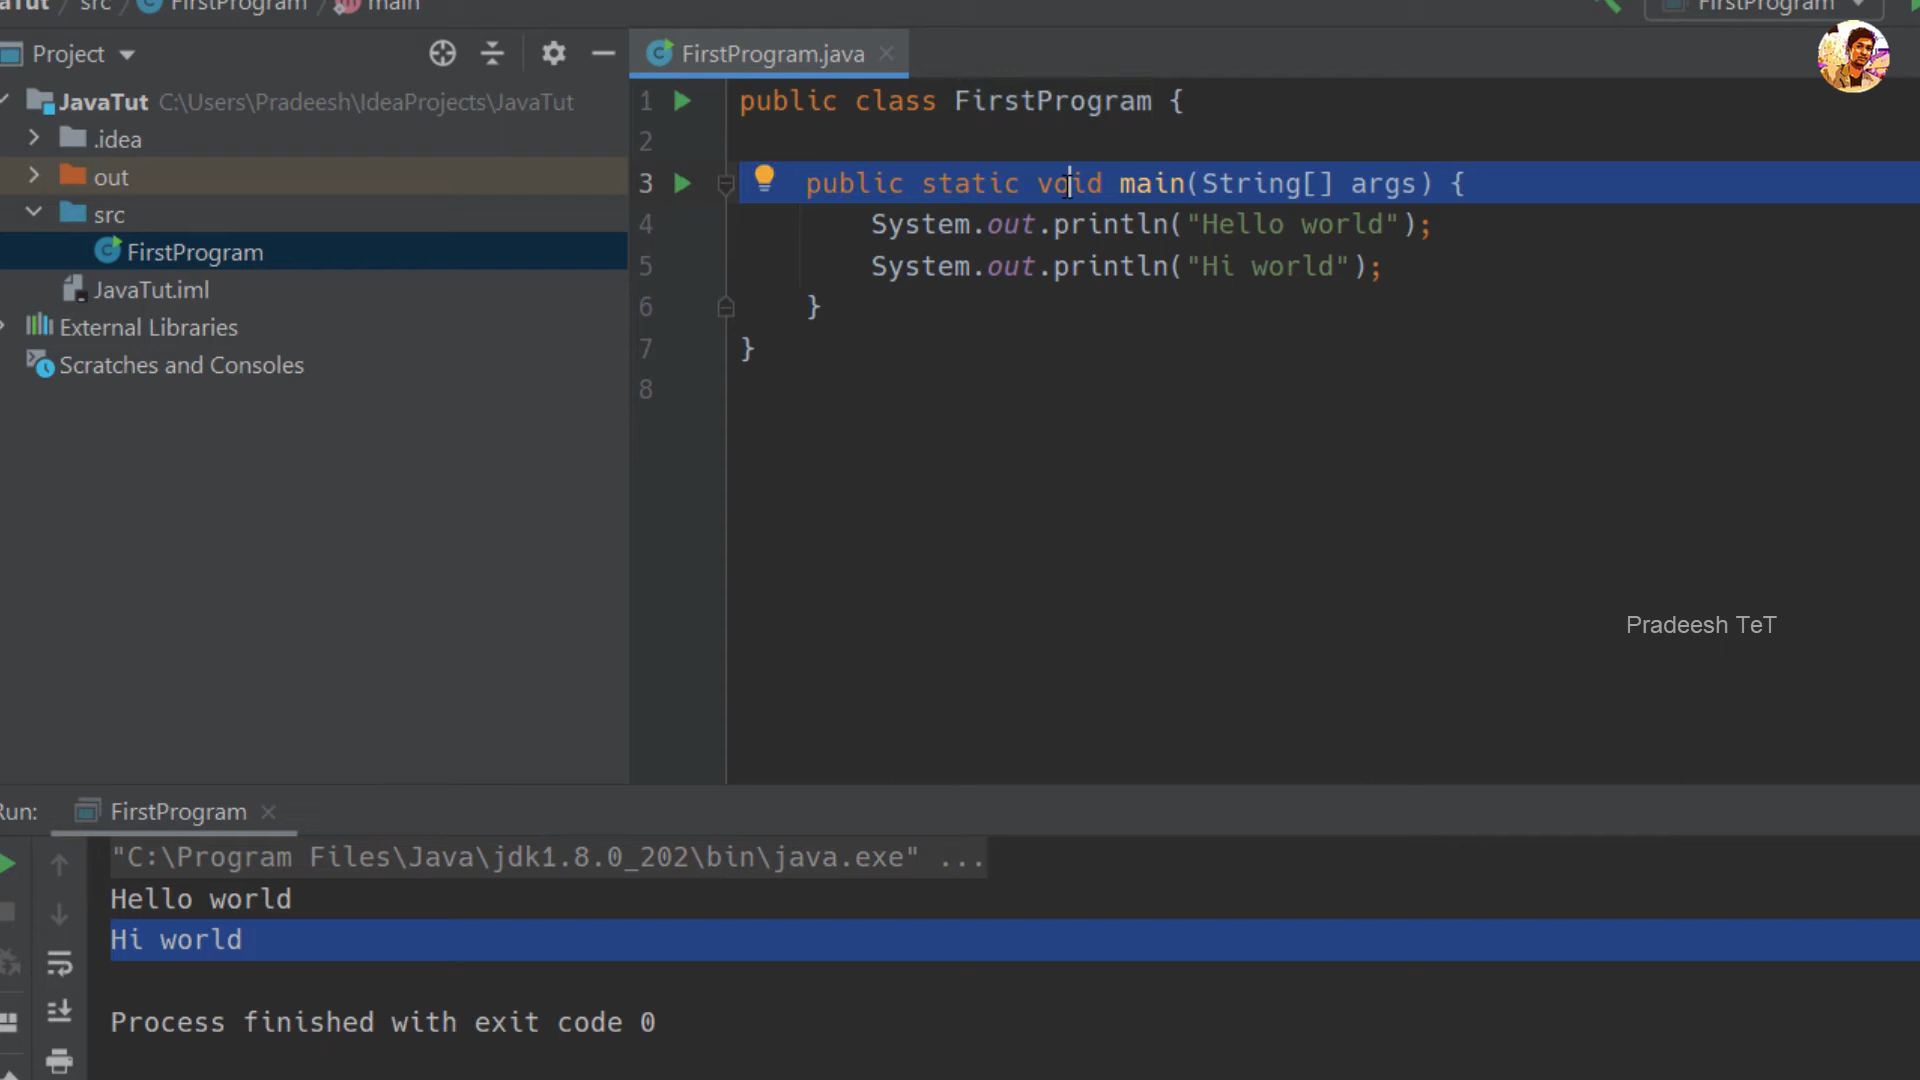 src / FirstProgram / main
FirstProgram
Project
FirstProgram.java
JavaTut C:\Users\Pradeesh\IdeaProjects\JavaTut
.idea
out
src
FirstProgram
JavaTut.iml
External Libraries
Scratches and Consoles
1 public class FirstProgram {
2
3 public static void main(String[] args) {
4 System.out.println("Hello world");
5 System.out.println("Hi world");
6 }
7 }
8
Pradeesh TeT
Run: FirstProgram
"C:\Program Files\Java\jdk1.8.0_202\bin\java.exe" ...
Hello world
Hi world
Process finished with exit code 0